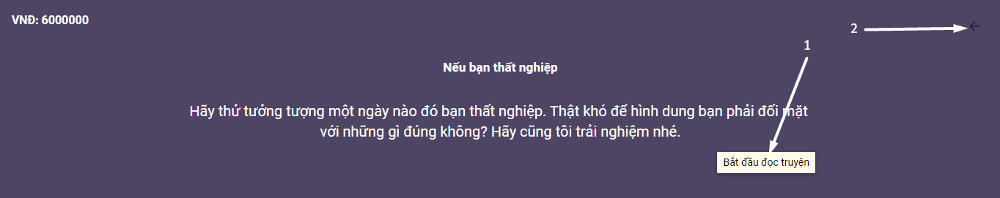 VNĐ: 6000000
2
1
Nếu bạn thất nghiệp
Hãy thử tưởng tượng một ngày nào đó bạn thất nghiệp. Thật khó để hình dung bạn phải đối mặt
với những gì đúng không? Hãy cũng tôi trải nghiệm nhé.
Bắt đầu đọc truyện